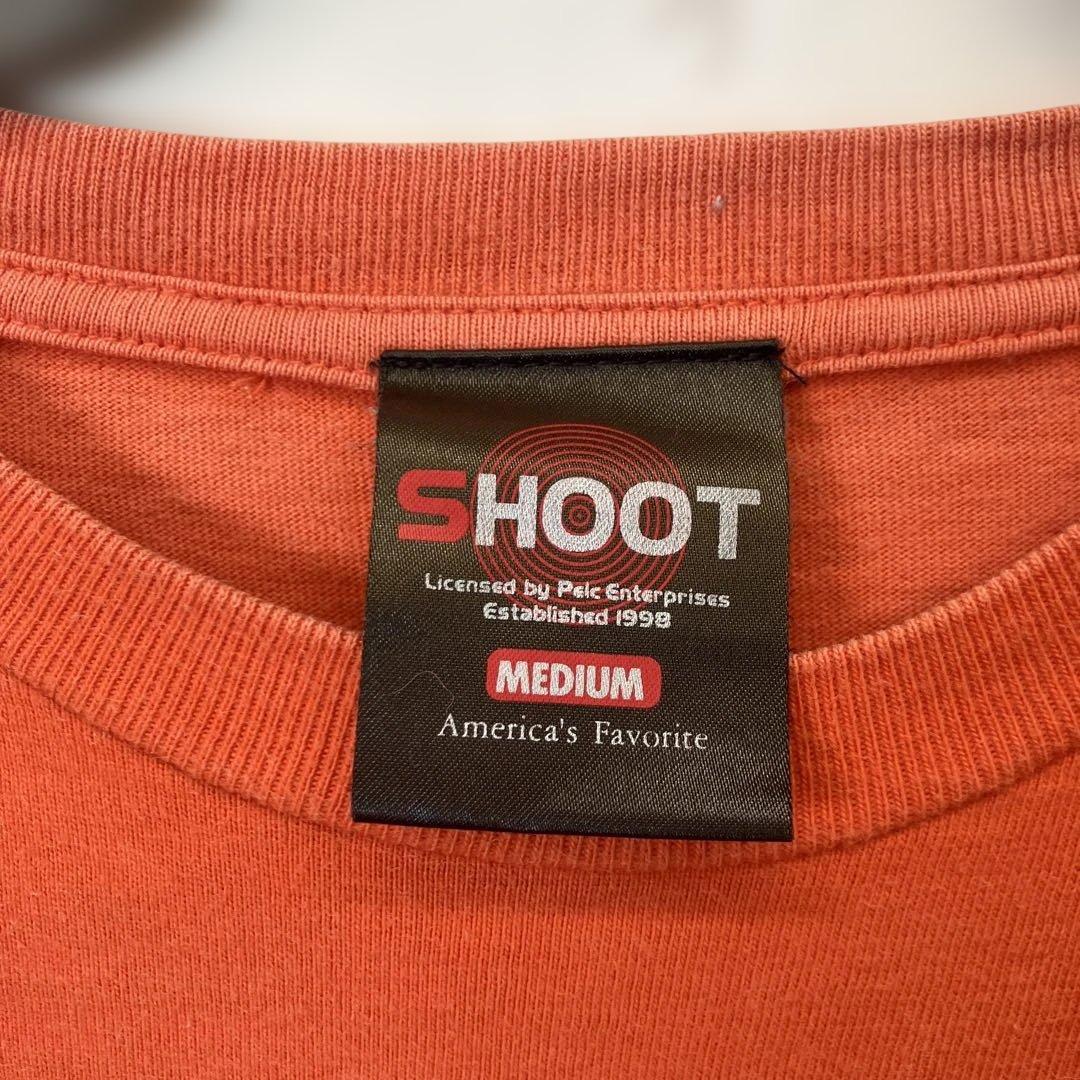 SHOOT
Licensed by Pelc Enterprises
Established 1998
MEDIUM
America's Favorite